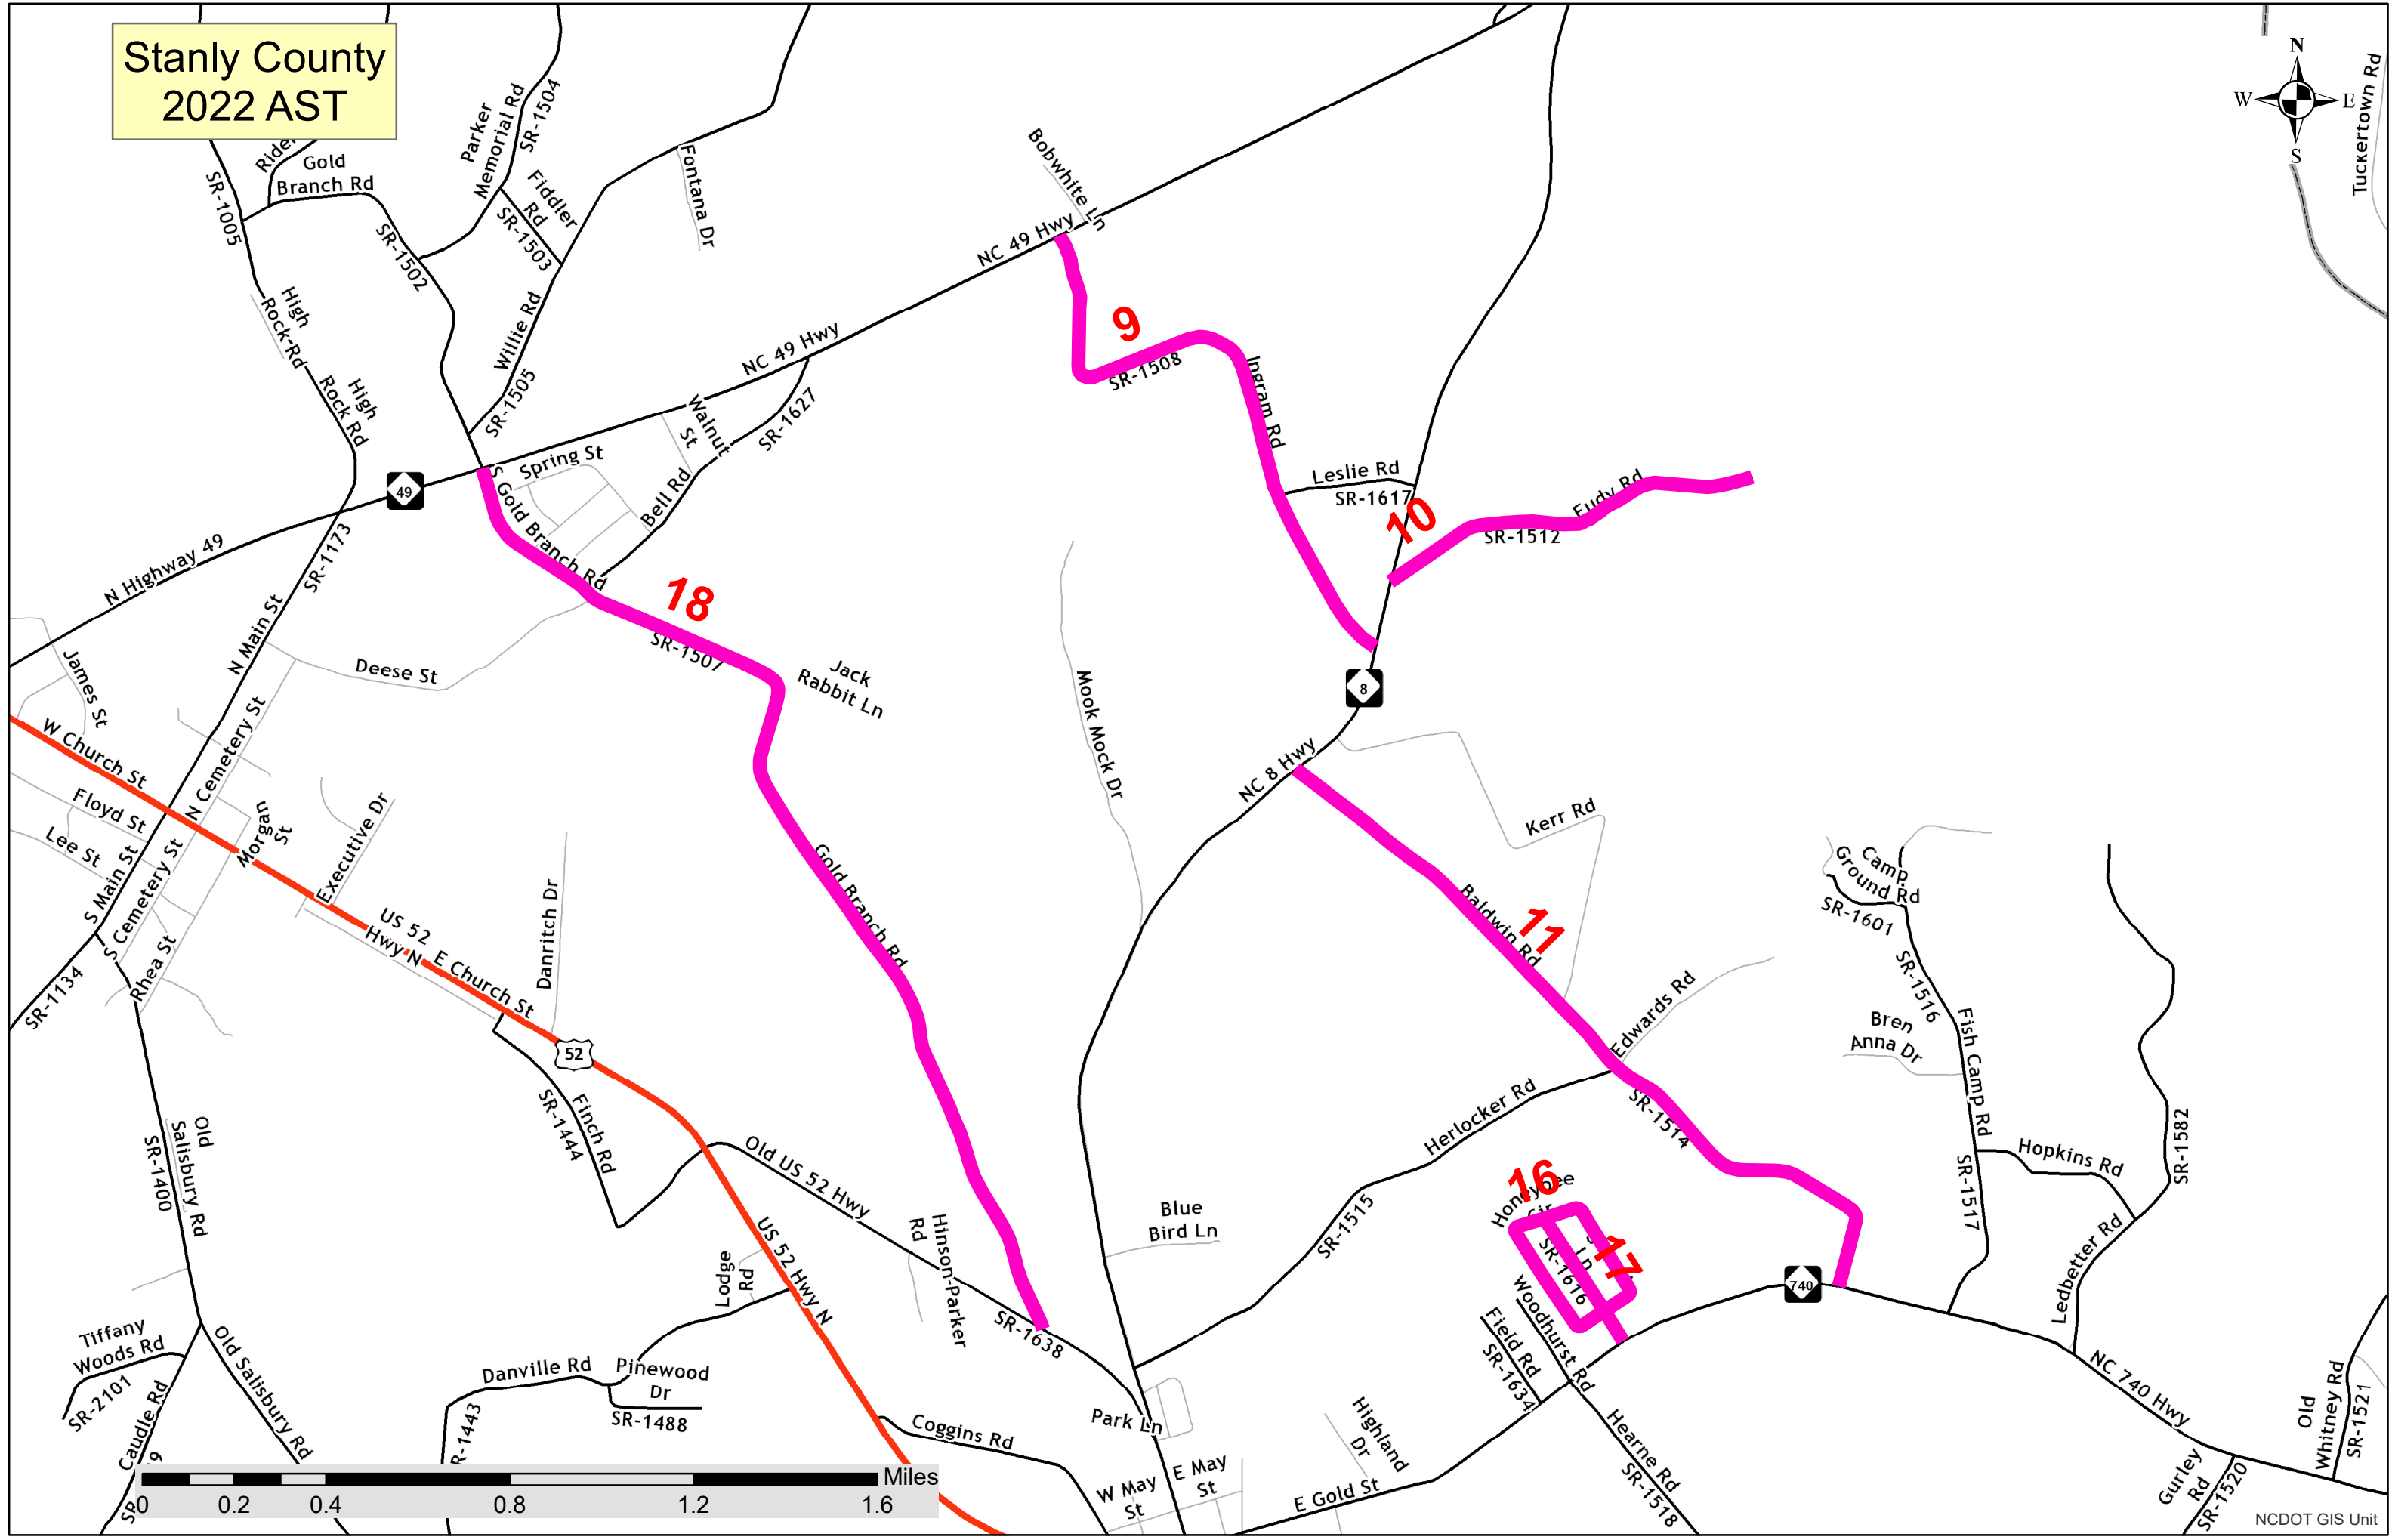 Stanly County
2022 AST
N
W
E
S
Tuckertown Rd
Parker
Memorial Rd
SR-1504
Gold
Branch Rd
SR-1005
SR-1502
Fiddler
Rd
SR-1503
Fontana Dr
Bobwhite Ln
NC 49 Hwy
High
Rock Rd
High
Rock Rd
Willie Rd
SR-1505
NC 49 Hwy
9
SR-1508
Ingram Rd
Walnut
St
SR-1627
Spring St
Bell Rd
49
S Gold Branch Rd
Leslie Rd
SR-1617
10
Eudy Rd
SR-1512
N Highway 49
SR-1173
18
SR-1507
N Main St
Deese St
James St
Jack
Rabbit Ln
Mook Mock Dr
8
NC 8 Hwy
Kerr Rd
W Church St
N Cemetery St
Floyd St
Lee St
Morgan
St
Executive Dr
S Main St
S Cemetery St
Rhea St
SR-1134
US 52
Hwy N
E Church St
Danritch Dr
52
Gold Branch Rd
Baldwin Rd
11
Camp
Ground Rd
SR-1601
SR-1516
Edwards Rd
Bren
Anna Dr
Fish Camp Rd
Herlocker Rd
SR-1514
Finch Rd
SR-1444
Old
Salisbury Rd
SR-1400
Old US 52 Hwy
Hopkins Rd
SR-1582
SR-1517
16
Honeybee
Cir
17
Ln
SR-1616
Blue
Bird Ln
SR-1515
Hinson-Parker
Rd
US 52 Hwy N
Lodge
Rd
740
Ledbetter Rd
Woodhurst Rd
Field Rd
SR-1634
SR-1638
Tiffany
Woods Rd
SR-2101
Old Salisbury Rd
Caudle Rd
Danville Rd
Pinewood
Dr
SR-1488
R-1443
Coggins Rd
Park Ln
Highland
Dr
Hearne Rd
SR-1518
NC 740 Hwy
Old
Whitney Rd
SR-1521
Gurley
Rd
SR-1520
W May
St
E May
St
E Gold St
SR
9
Miles
0 0.2 0.4 0.8 1.2 1.6
NCDOT GIS Unit